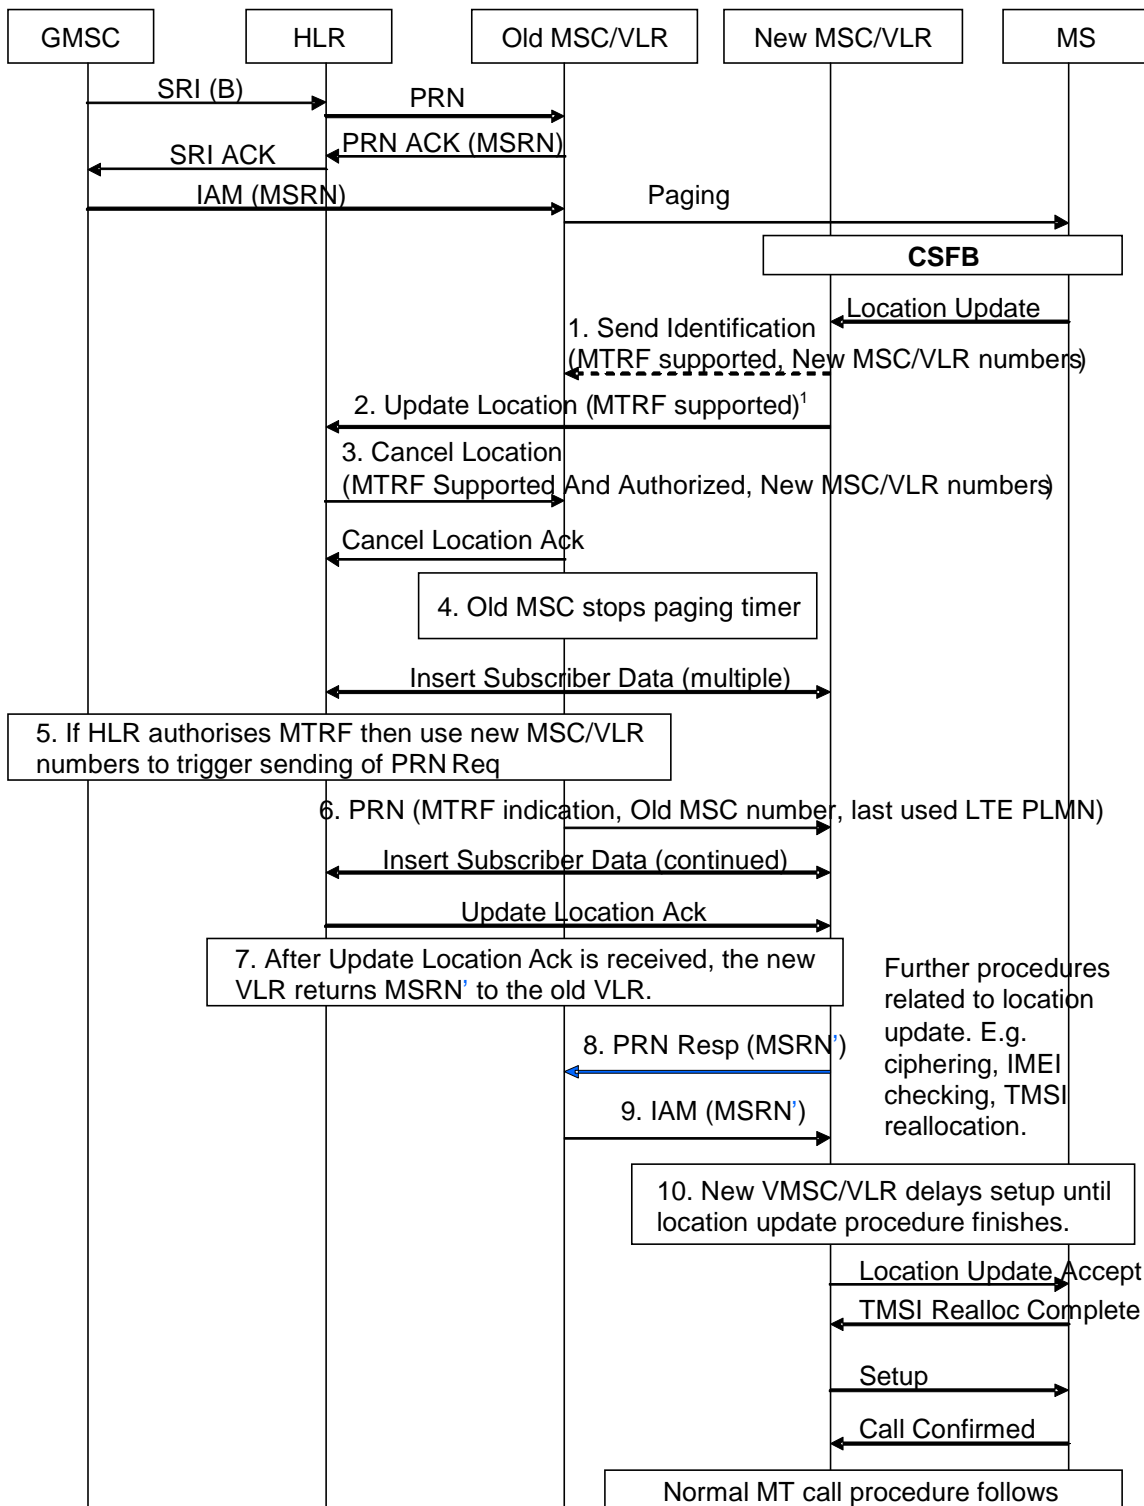 GMSC
HLR
Old MSC/VLR
New MSC/VLR
MS
SRI (B)
PRN
PRN ACK (MSRN)
SRI ACK
IAM (MSRN)
Paging
CSFB
Location Update
1. Send Identification
(MTRF supported, New MSC/VLR numbers)
2. Update Location (MTRF supported)¹
3. Cancel Location
(MTRF Supported And Authorized, New MSC/VLR numbers)
Cancel Location Ack
4. Old MSC stops paging timer
Insert Subscriber Data (multiple)
5. If HLR authorises MTRF then use new MSC/VLR
numbers to trigger sending of PRN Req
6. PRN (MTRF indication, Old MSC number, last used LTE PLMN)
Insert Subscriber Data (continued)
Update Location Ack
7. After Update Location Ack is received, the new
VLR returns MSRN’ to the old VLR.
Further procedures
related to location
update. E.g.
ciphering, IMEI
checking, TMSI
reallocation.
8. PRN Resp (MSRN’)
9. IAM (MSRN’)
10. New VMSC/VLR delays setup until
location update procedure finishes.
Location Update Accept
TMSI Realloc Complete
Setup
Call Confirmed
Normal MT call procedure follows